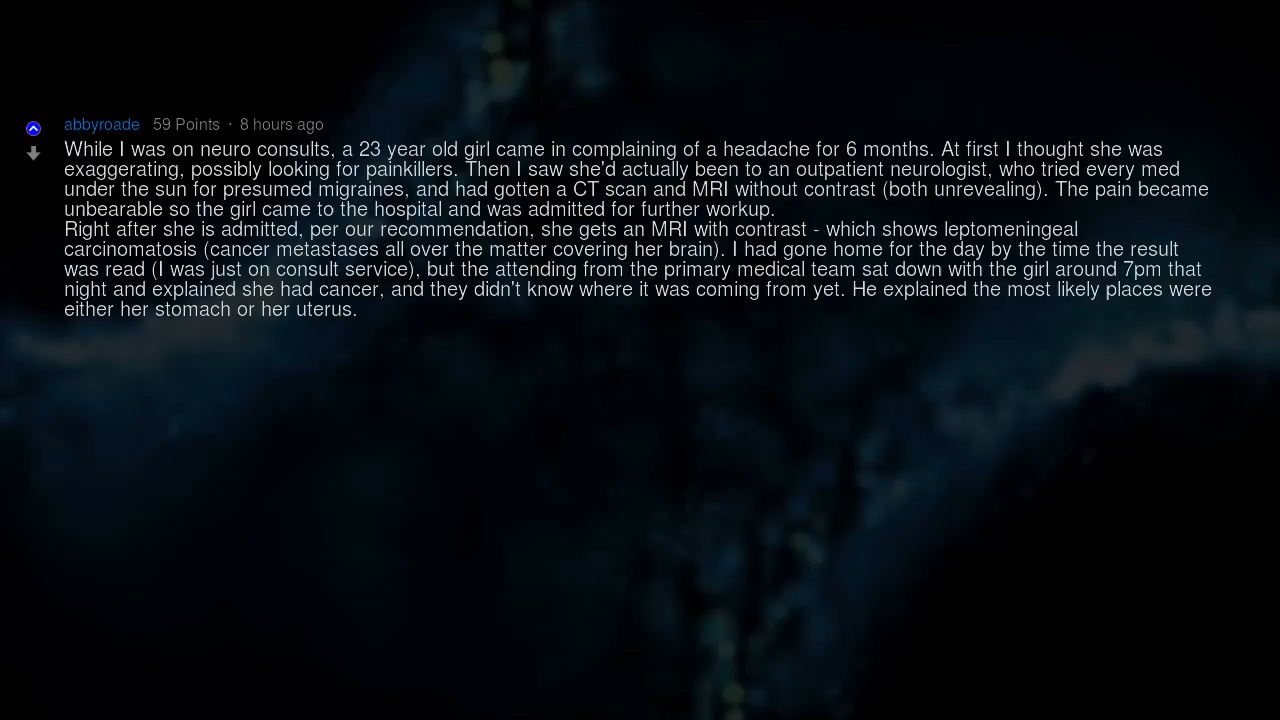 abbyroade 59 Points · 8 hours ago
While I was on neuro consults, a 23 year old girl came in complaining of a headache for 6 months. At first I thought she was
exaggerating, possibly looking for painkillers. Then I saw she'd actually been to an outpatient neurologist, who tried every med
under the sun for presumed migraines, and had gotten a CT scan and MRI without contrast (both unrevealing). The pain became
unbearable so the girl came to the hospital and was admitted for further workup.
Right after she is admitted, per our recommendation, she gets an MRI with contrast - which shows leptomeningeal
carcinomatosis (cancer metastases all over the matter covering her brain). I had gone home for the day by the time the result
was read (I was just on consult service), but the attending from the primary medical team sat down with the girl around 7pm that
night and explained she had cancer, and they didn't know where it was coming from yet. He explained the most likely places were
either her stomach or her uterus.